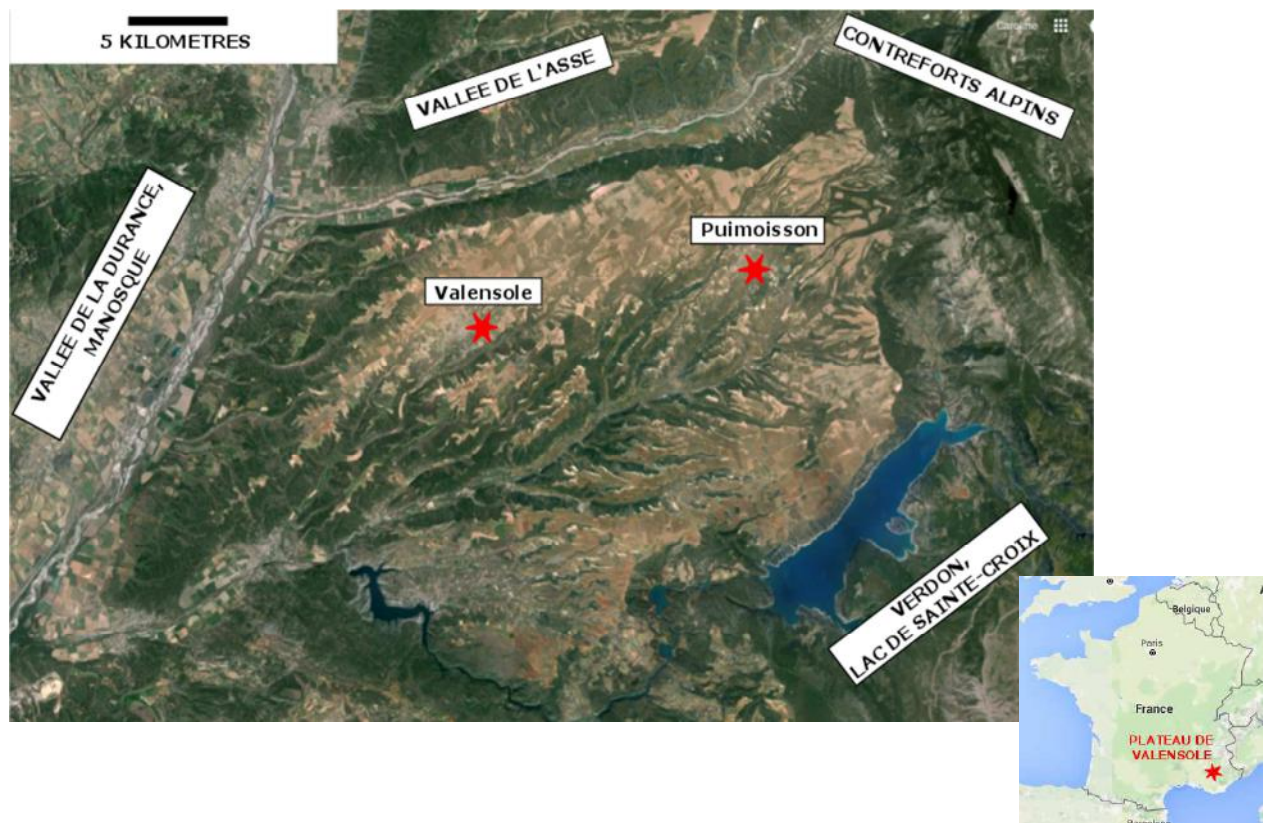 5 KILOMETRES
VALLEE DE L'ASSE
CONTREFORTS ALPINS
VALLEE DE LA DURANCE,
MANOSQUE
Puimoisson
Valensole
VERDON,
LAC DE SAINTE-CROIX
Belgique
Paris
France
PLATEAU DE
VALENSOLE